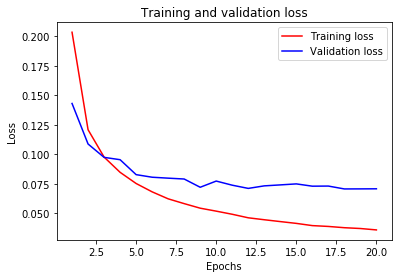 Training and validation loss
Training loss
Validation loss
0.200
0.175
0.150
0.125
0.100
0.075
0.050
Loss
2.5 5.0 7.5 10.0 12.5 15.0 17.5 20.0
Epochs